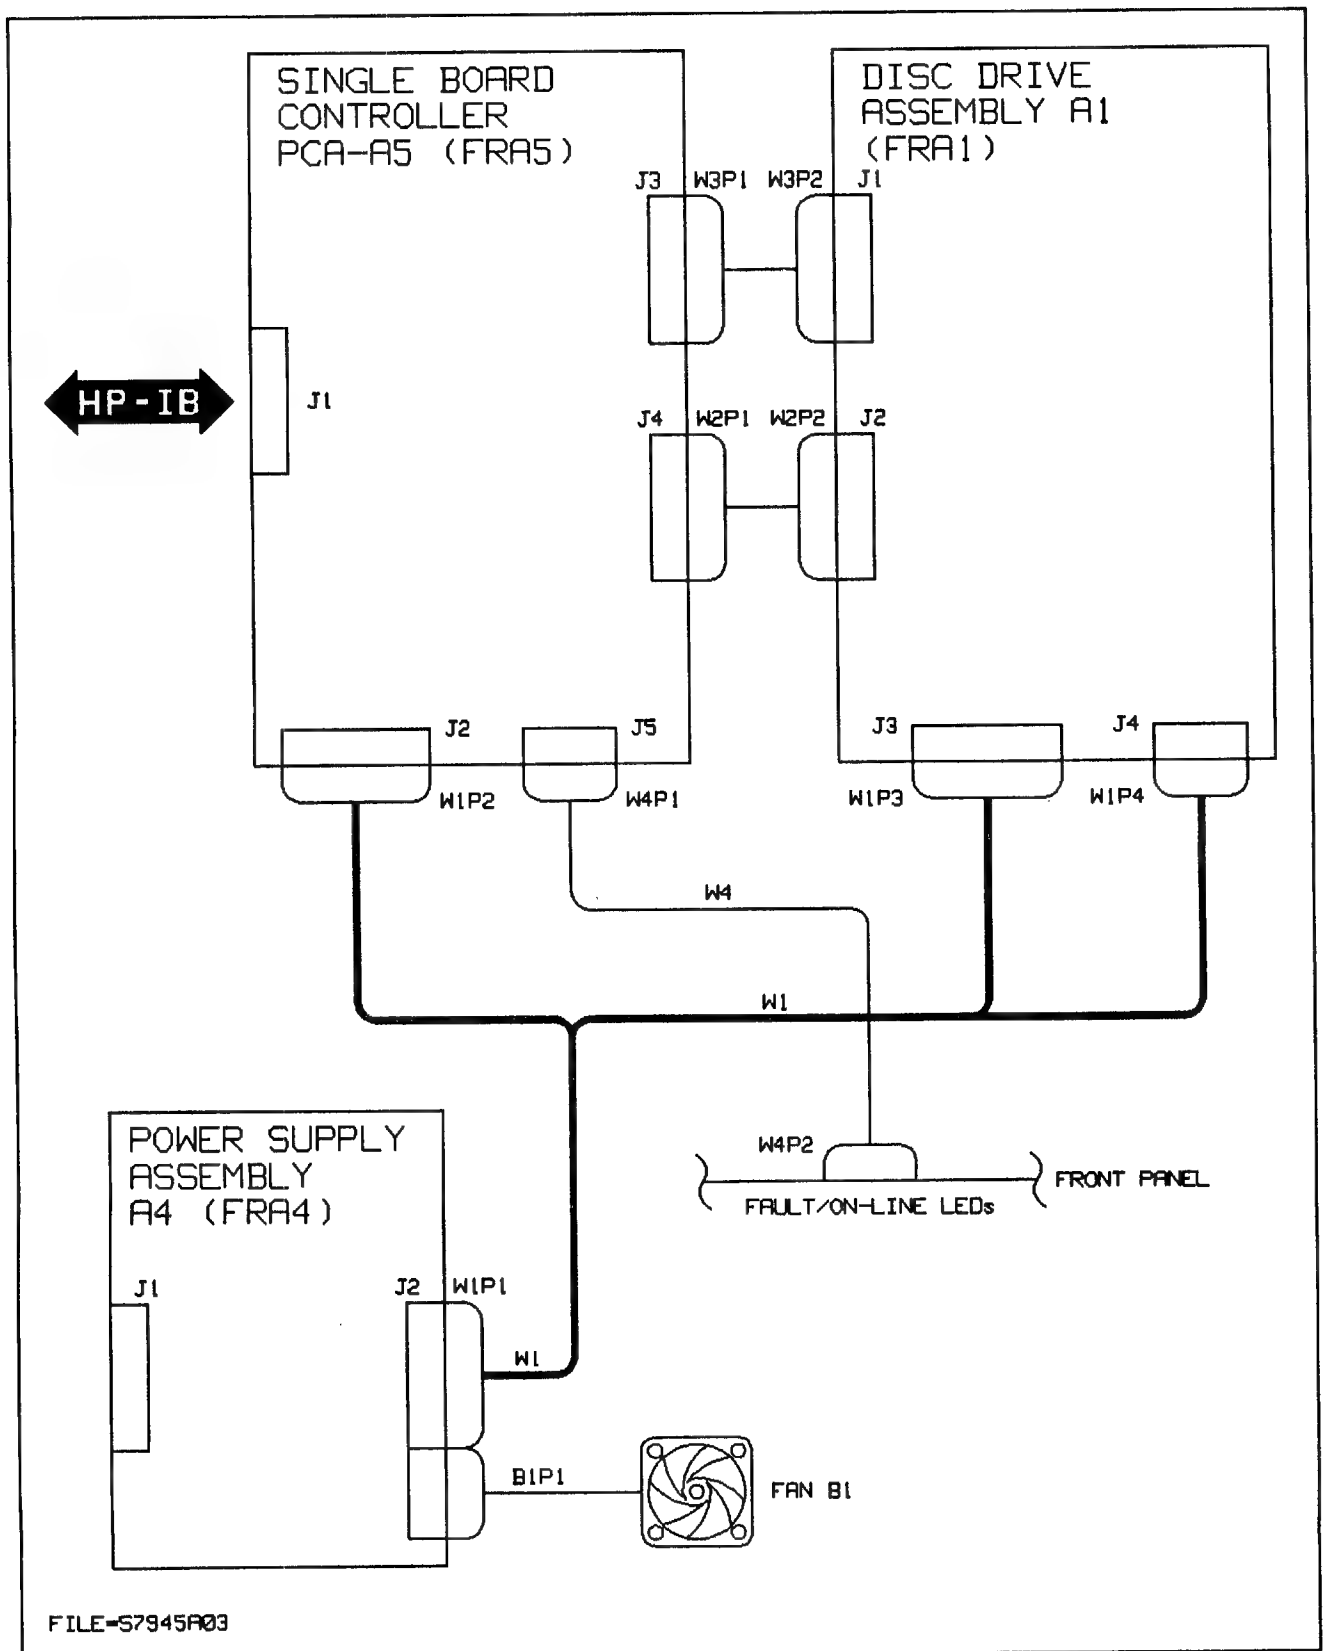 SINGLE BOARD
CONTROLLER
PCA-A5 (FRA5)
DISC DRIVE
ASSEMBLY A1
(FRA1)
J3 W3P1 W3P2 J1
HP-IB
J1
J4 W2P1 W2P2 J2
J2
W1P2
J5
W4P1
J3
W1P3
J4
W1P4
W4
W1
POWER SUPPLY
ASSEMBLY
A4 (FRA4)
W4P2
FRONT PANEL
FAULT/ON-LINE LEDs
J1
J2 W1P1
W1
B1P1
FAN B1
FILE=S7945A03